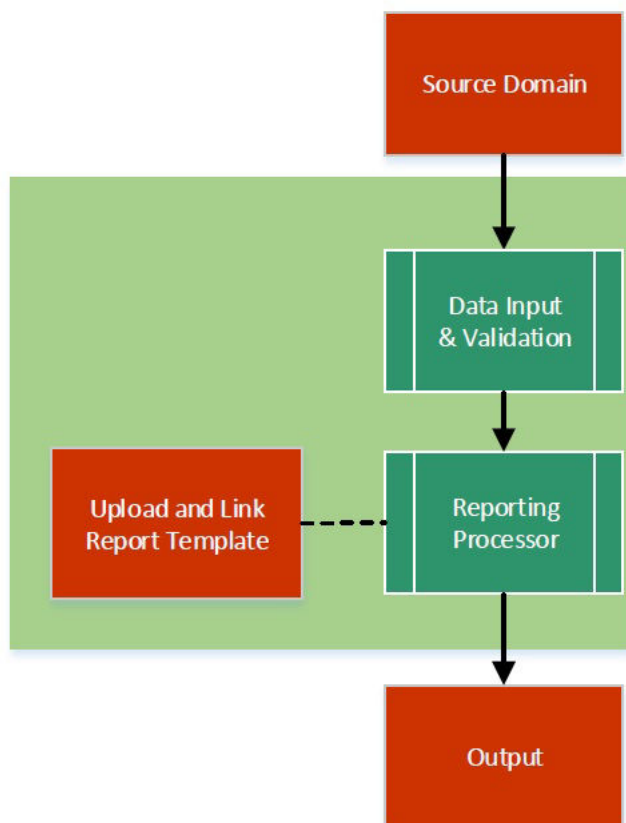 Source Domain
Data Input
& Validation
Upload and Link
Report Template
Reporting
Processor
Output